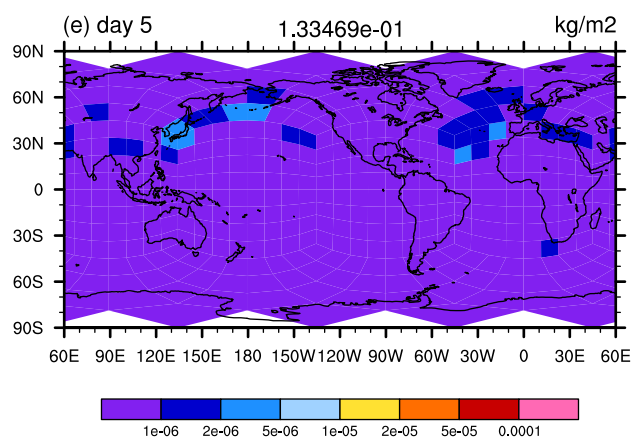 (e) day 5 1.33469e-01 kg/m2
90N
60N
30N
0
30S
60S
90S
60E 90E 120E 150E 180 150W 120W 90W 60W 30W 0 30E 60E
1e-06 2e-06 5e-06 1e-05 2e-05 5e-05 0.0001